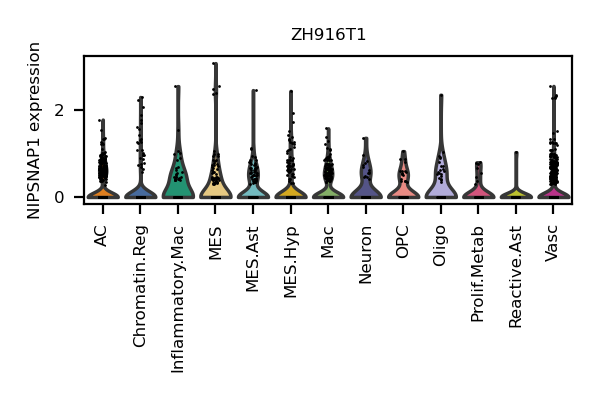 ZH916T1
NIPSNAP1 expression
2
0
AC
Chromatin.Reg
Inflammatory.Mac
MES
MES.Ast
MES.Hyp
Mac
Neuron
OPC
Oligo
Prolif.Metab
Reactive.Ast
Vasc